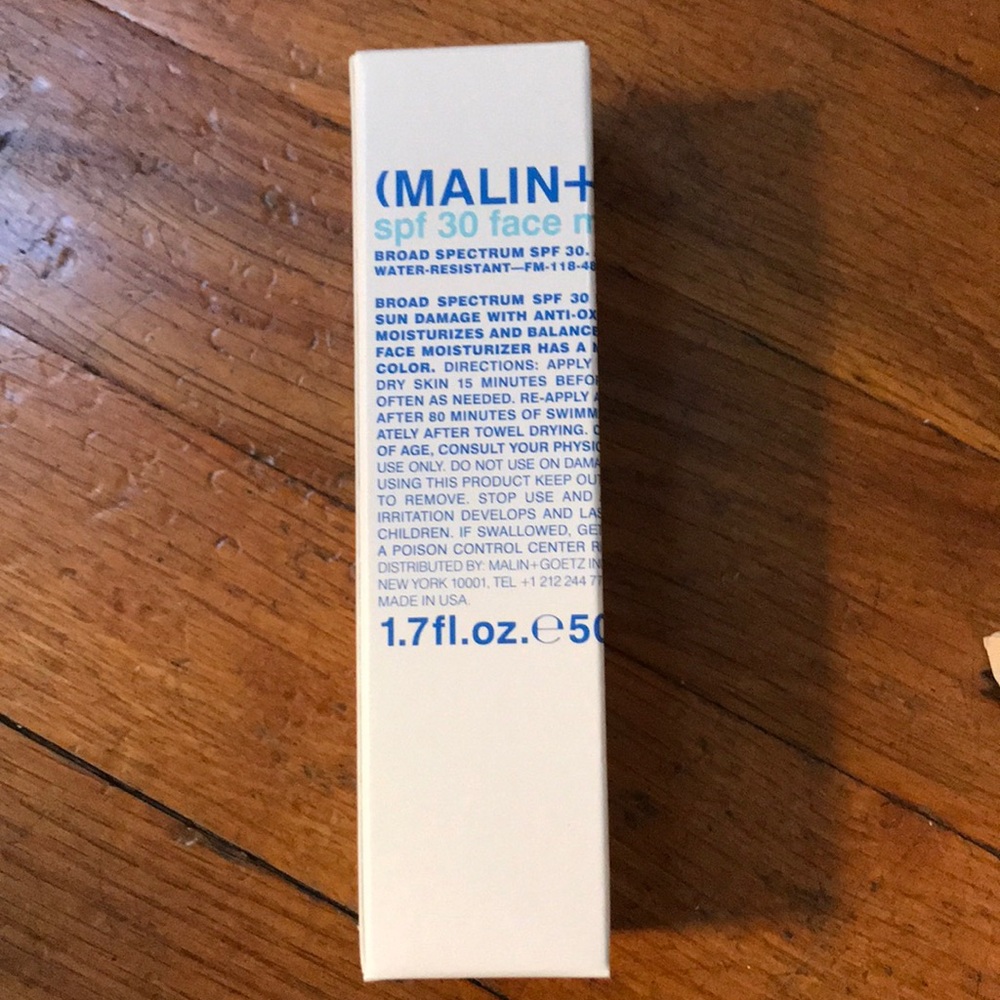 (MALIN+
spf 30 face m
BROAD SPECTRUM SPF 30.
WATER-RESISTANT—FM-118-48
BROAD SPECTRUM SPF 30
SUN DAMAGE WITH ANTI-OX
MOISTURIZES AND BALANCE
FACE MOISTURIZER HAS A N
COLOR. DIRECTIONS: APPLY
DRY SKIN 15 MINUTES BEFOR
OFTEN AS NEEDED. RE-APPLY A
AFTER 80 MINUTES OF SWIMM
ATELY AFTER TOWEL DRYING. C
OF AGE, CONSULT YOUR PHYSIC
USE ONLY. DO NOT USE ON DAMA
USING THIS PRODUCT KEEP OUT
TO REMOVE. STOP USE AND A
IRRITATION DEVELOPS AND LAS
CHILDREN. IF SWALLOWED, GET
A POISON CONTROL CENTER R
DISTRIBUTED BY: MALIN+GOETZ IN
NEW YORK 10001, TEL +1 212 244 77
MADE IN USA.
1.7fl.oz.℮50